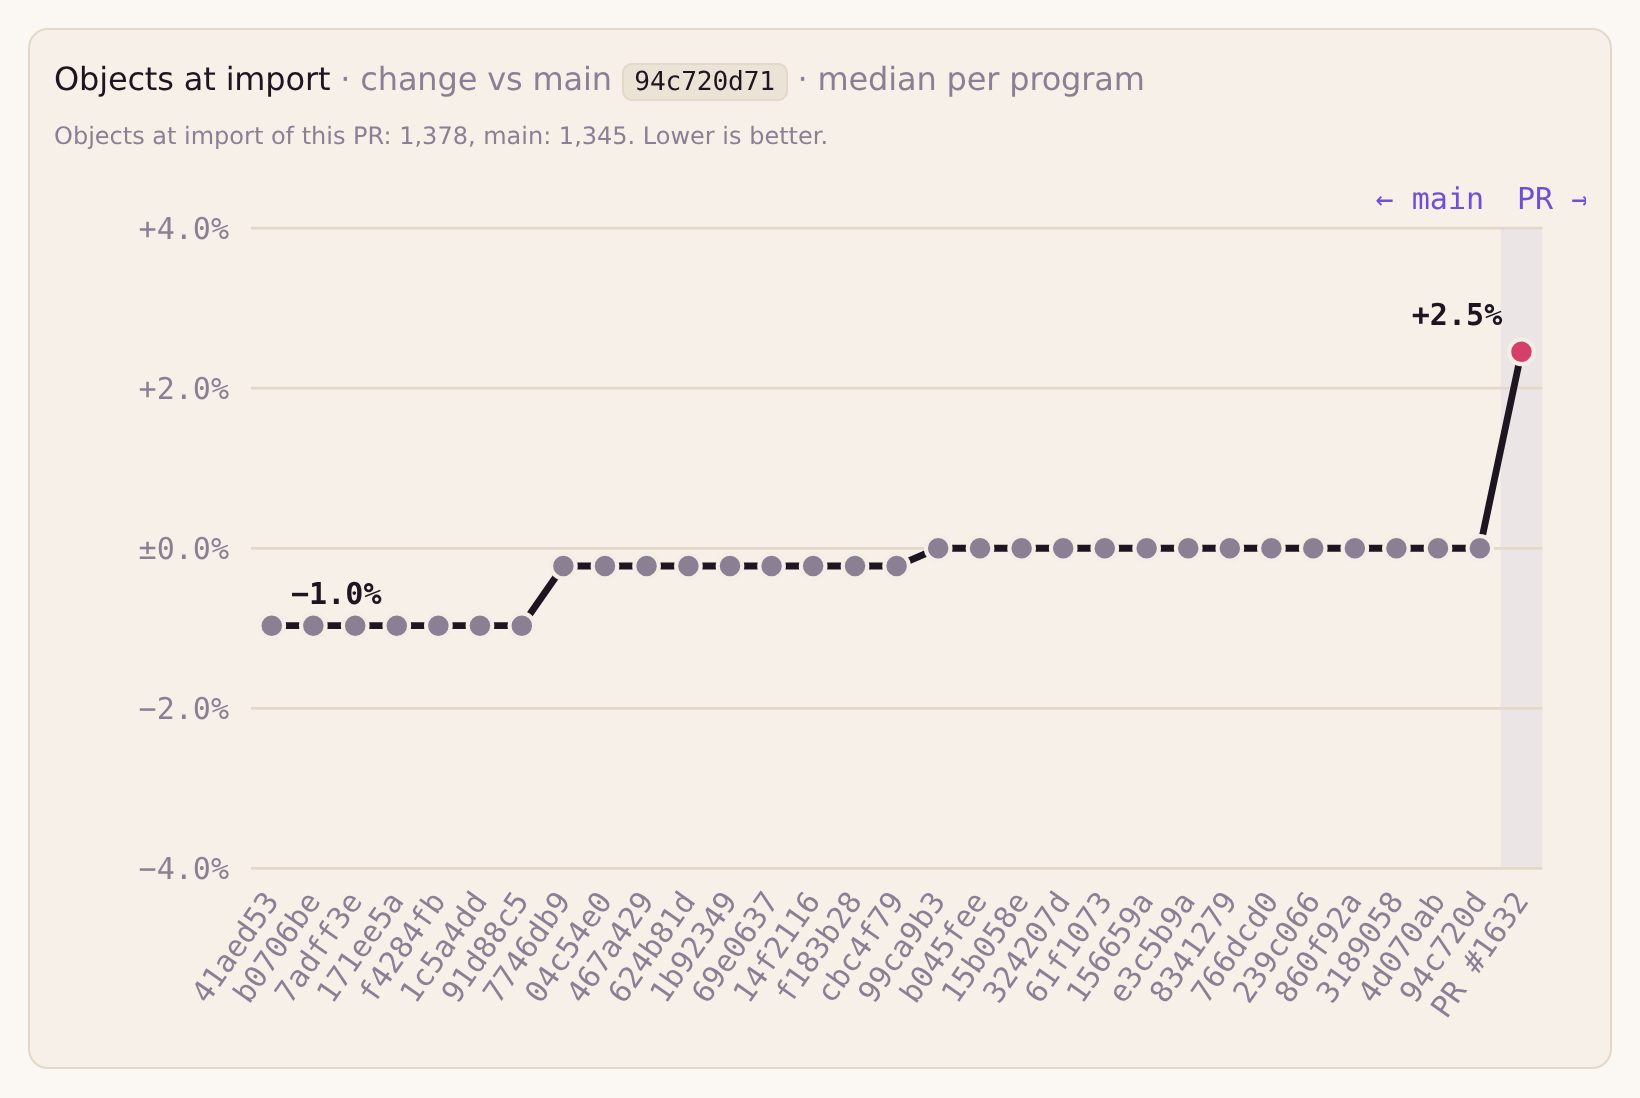 Objects at import · change vs main 94c720d71 · median per program
Objects at import of this PR: 1,378, main: 1,345. Lower is better.
← main PR →
+4.0%
+2.5%
+2.0%
±0.0%
−1.0%
−2.0%
−4.0%
41aed53
b0706be
7adff3e
171ee5a
f4284fb
1c5a4dd
91d88c5
7746db9
04c54e0
467a429
624b81d
1b92349
69e0637
14f2116
f183b28
cbc4f79
99ca9b3
b045fee
15b058e
324207d
61f1073
156659a
e3c5b9a
8341279
766dcd0
239c066
860f92a
3189058
4d070ab
94c720d
PR #1632